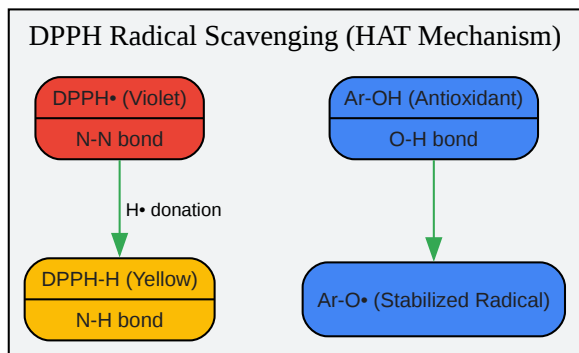 DPPH Radical Scavenging (HAT Mechanism)
DPPH• (Violet)
N-N bond
Ar-OH (Antioxidant)
O-H bond
H• donation
DPPH-H (Yellow)
N-H bond
Ar-O• (Stabilized Radical)